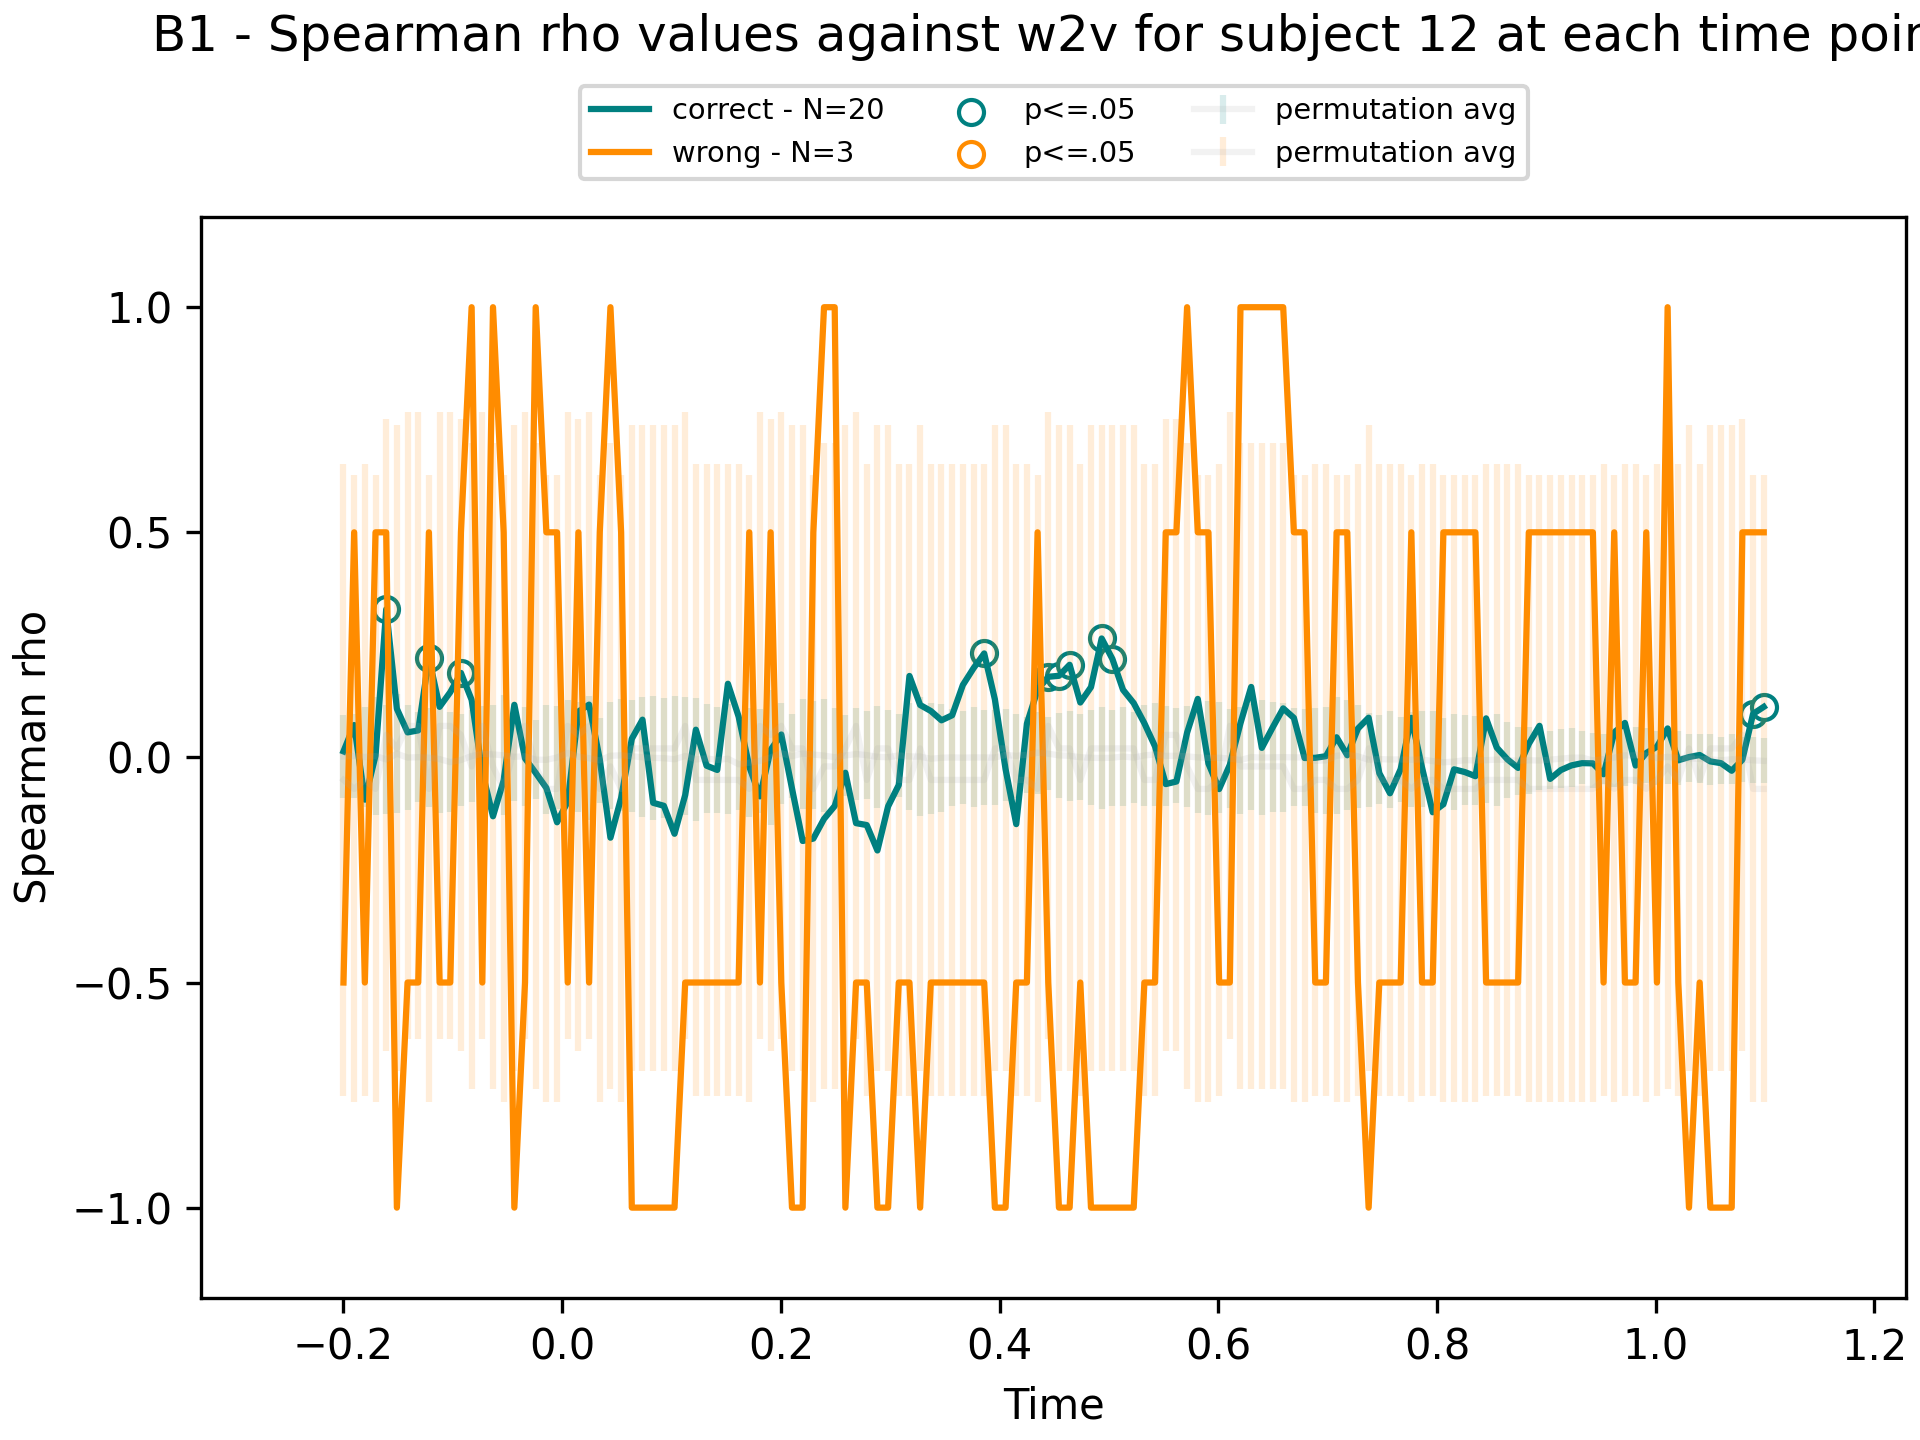 B1 - Spearman rho values against w2v for subject 12 at each time poin
correct - N=20 p<=.05 permutation avg
wrong - N=3 p<=.05 permutation avg
1.0
0.5
0.0
−0.5
−1.0
Spearman rho
−0.2 0.0 0.2 0.4 0.6 0.8 1.0 1.2
Time